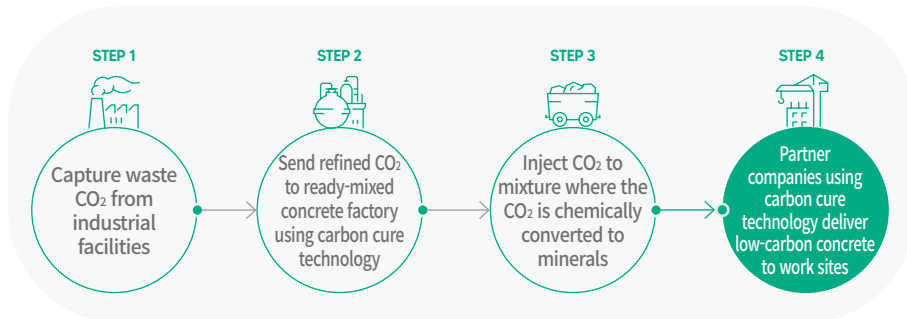 STEP 1
Capture waste
CO₂ from
industrial
facilities
STEP 2
Send refined CO₂
to ready-mixed
concrete factory
using carbon cure
technology
STEP 3
Inject CO₂ to
mixture where the
CO₂ is chemically
converted to
minerals
STEP 4
Partner
companies using
carbon cure
technology deliver
low-carbon concrete
to work sites